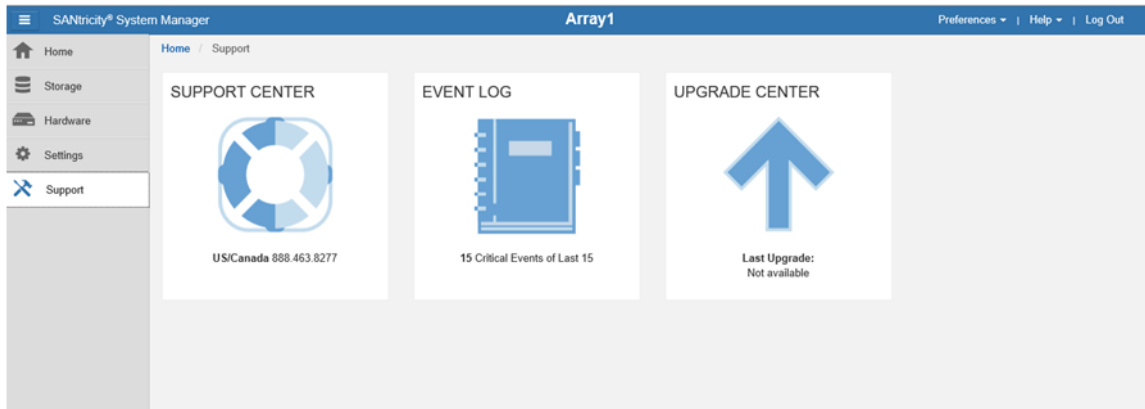 SANtricity® System Manager
Array1
Preferences | Help | Log Out
Home
Storage
Hardware
Settings
Support
Home / Support
SUPPORT CENTER
US/Canada 888.463.8277
EVENT LOG
15 Critical Events of Last 15
UPGRADE CENTER
Last Upgrade:
Not available